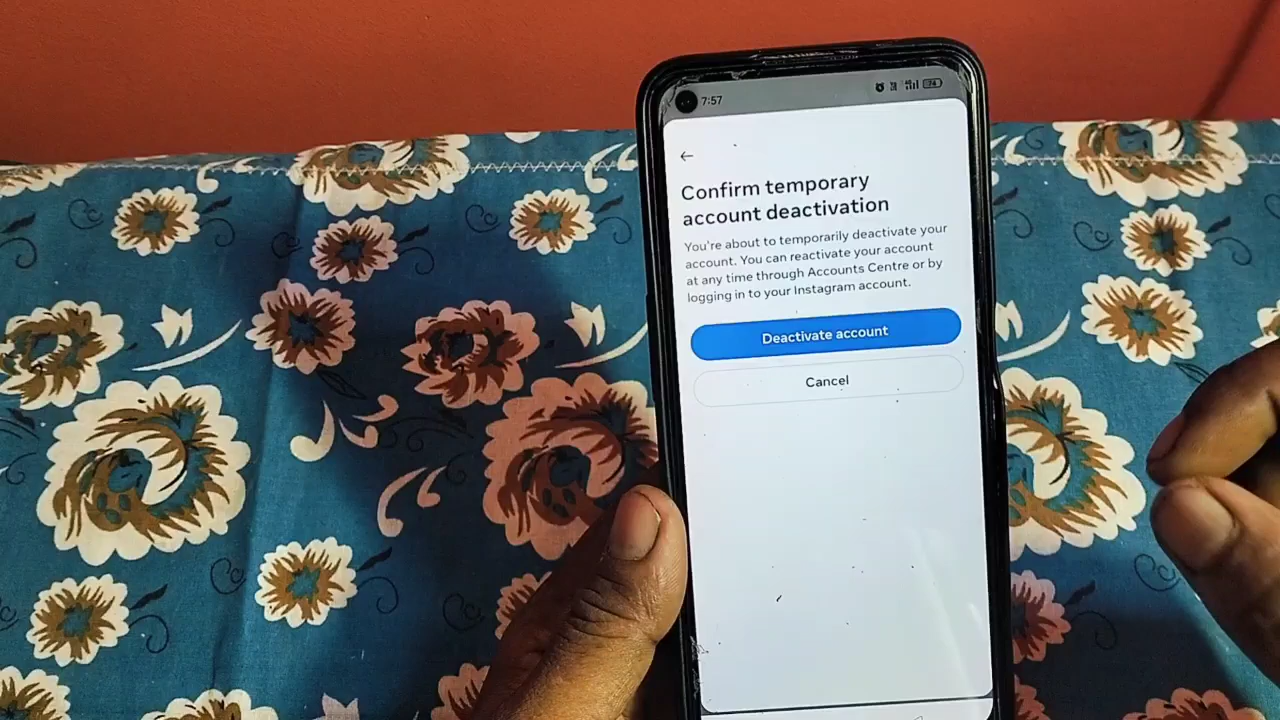 7:57
74
Confirm temporary
account deactivation
You're about to temporarily deactivate your
account. You can reactivate your account
at any time through Accounts Centre or by
logging in to your Instagram account.
Deactivate account
Cancel